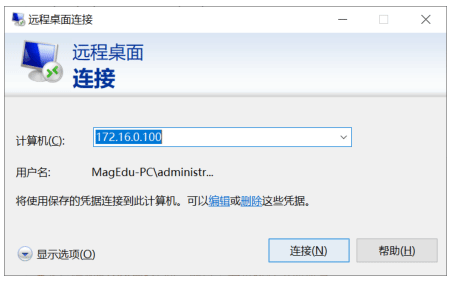 远程桌面连接
远程桌面
连接
计算机(C): 172.16.0.100
用户名: MagEdu-PC\administr...
将使用保存的凭据连接到此计算机。可以编辑或删除这些凭据。
显示选项(O) 连接(N) 帮助(H)